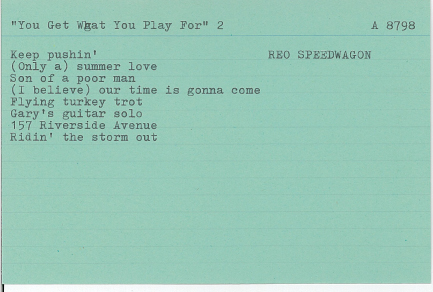 "You Get What You Play For" 2 A 8798
Keep pushin' REO SPEEDWAGON
(Only a) summer love
Son of a poor man
(I believe) our time is gonna come
Flying turkey trot
Gary's guitar solo
157 Riverside Avenue
Ridin' the storm out